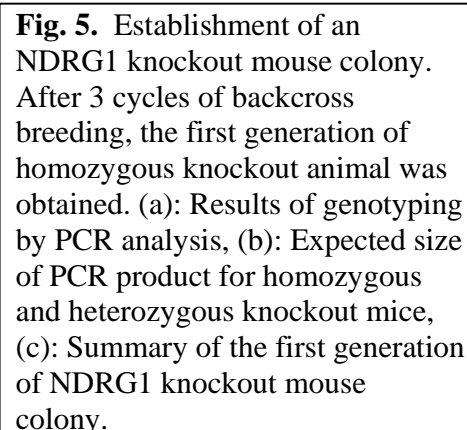 Fig. 5. Establishment of an
NDRG1 knockout mouse colony.
After 3 cycles of backcross
breeding, the first generation of
homozygous knockout animal was
obtained. (a): Results of genotyping
by PCR analysis, (b): Expected size
of PCR product for homozygous
and heterozygous knockout mice,
(c): Summary of the first generation
of NDRG1 knockout mouse
colony.